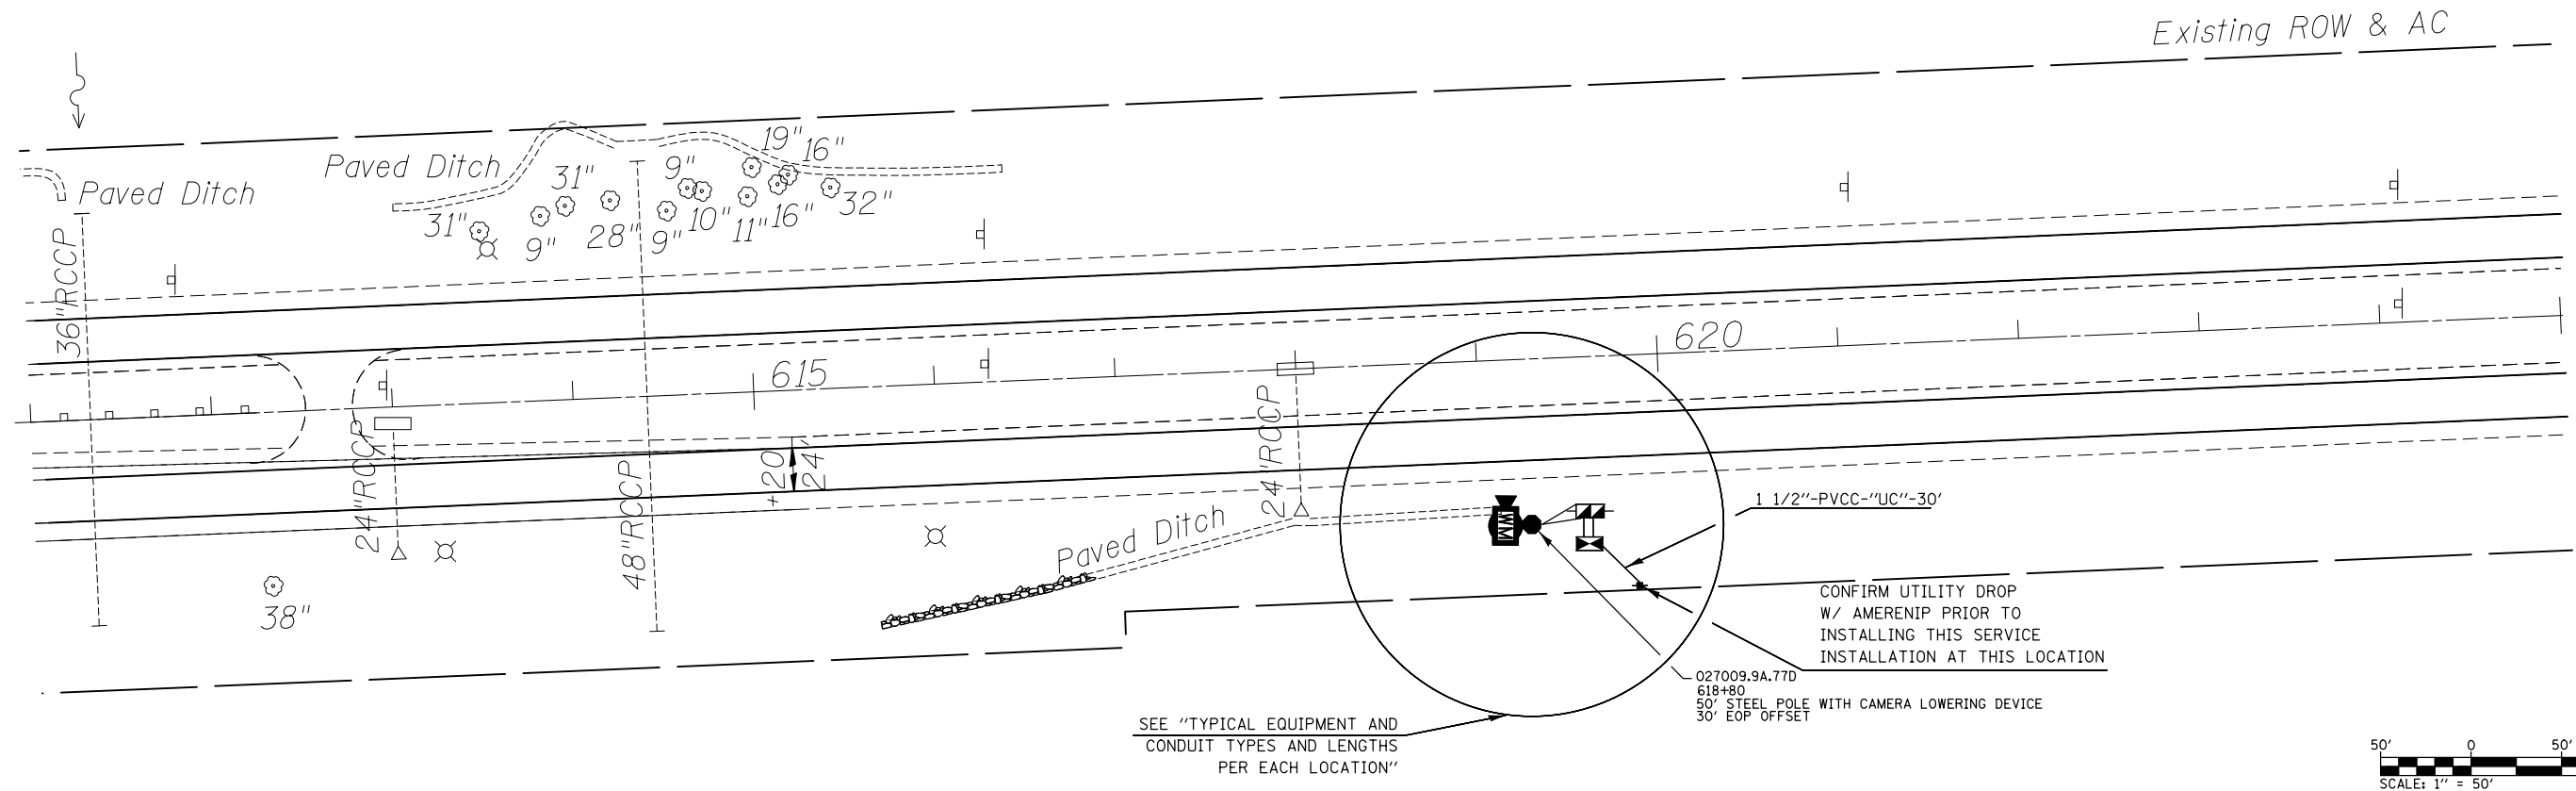 Existing ROW & AC
19"
16"
9"
Paved Ditch
31"
Paved Ditch
32"
31"
10"
11"
16"
28"
9"
9"
36"RCCP
620
615
24'RCCP
24'RCCP
+20
24'
48"RCCP
Paved Ditch
38"
1 1/2"-PVCC-"UC"-30'
CONFIRM UTILITY DROP
W/ AMERENIP PRIOR TO
INSTALLING THIS SERVICE
INSTALLATION AT THIS LOCATION
027009.9A.77D
618+80
50' STEEL POLE WITH CAMERA LOWERING DEVICE
30' EOP OFFSET
SEE "TYPICAL EQUIPMENT AND
CONDUIT TYPES AND LENGTHS
PER EACH LOCATION"
50' 0 50'
SCALE: 1" = 50'